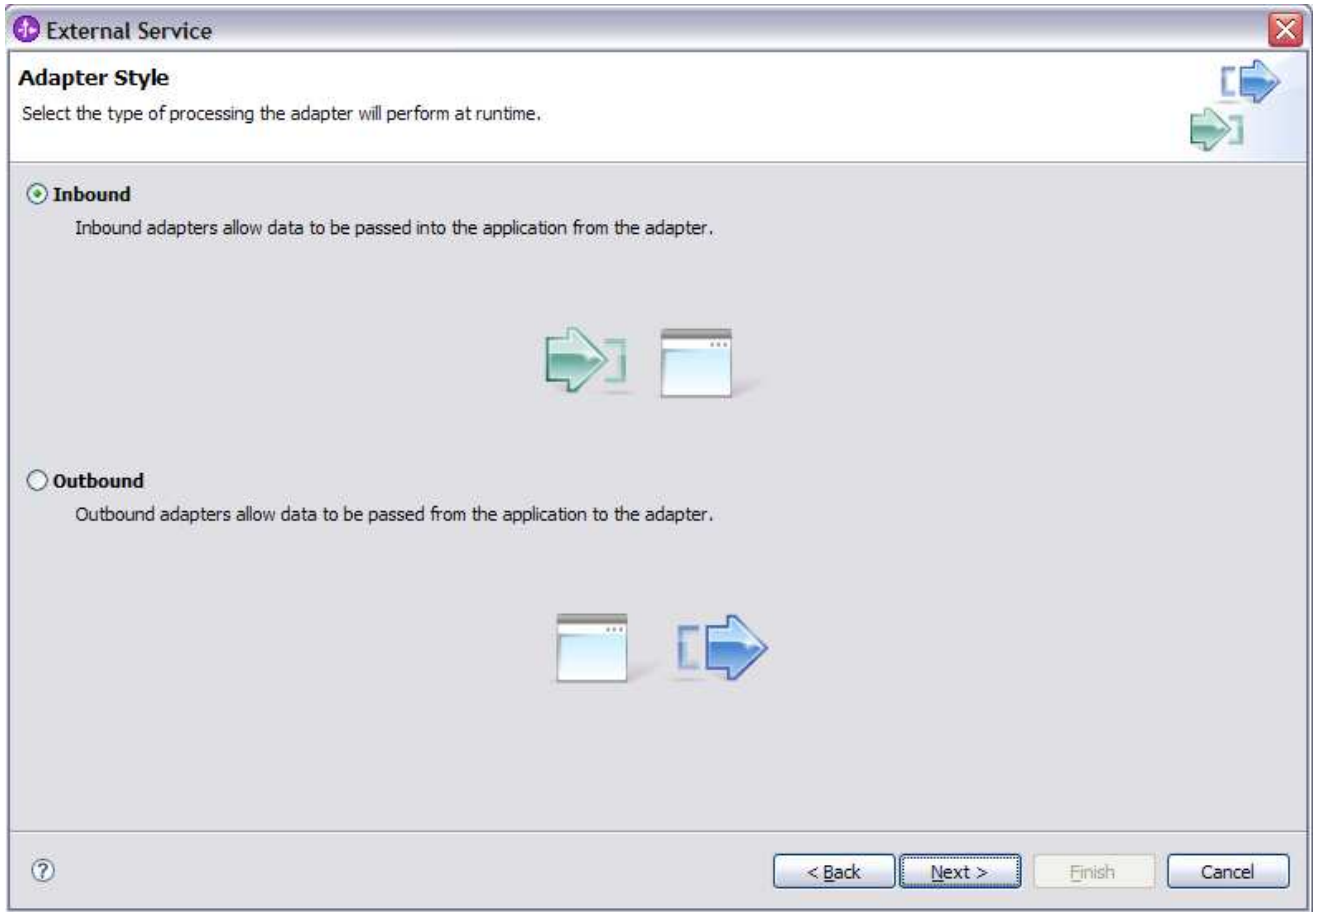 External Service
Adapter Style
Select the type of processing the adapter will perform at runtime.
Inbound
Inbound adapters allow data to be passed into the application from the adapter.
Outbound
Outbound adapters allow data to be passed from the application to the adapter.
? < Back Next > Finish Cancel